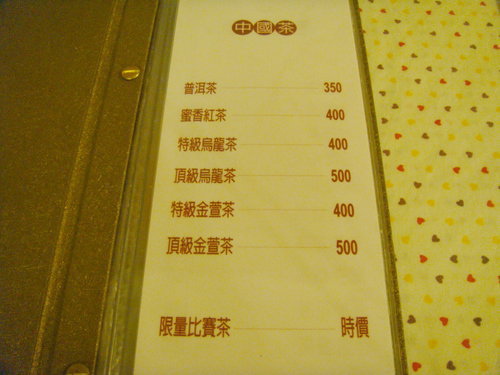 中國茶
普洱茶 350
蜜香紅茶 400
特級烏龍茶 400
頂級烏龍茶 500
特級金萱茶 400
頂級金萱茶 500
限量比賽茶 時價